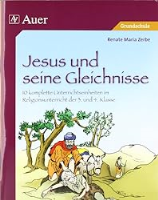 Auer
Grundschule
Renate Maria Zerbe
Jesus und
seine Gleichnisse
10 komplette Unterrichtseinheiten im
Religionsunterricht der 3. und 4. Klasse